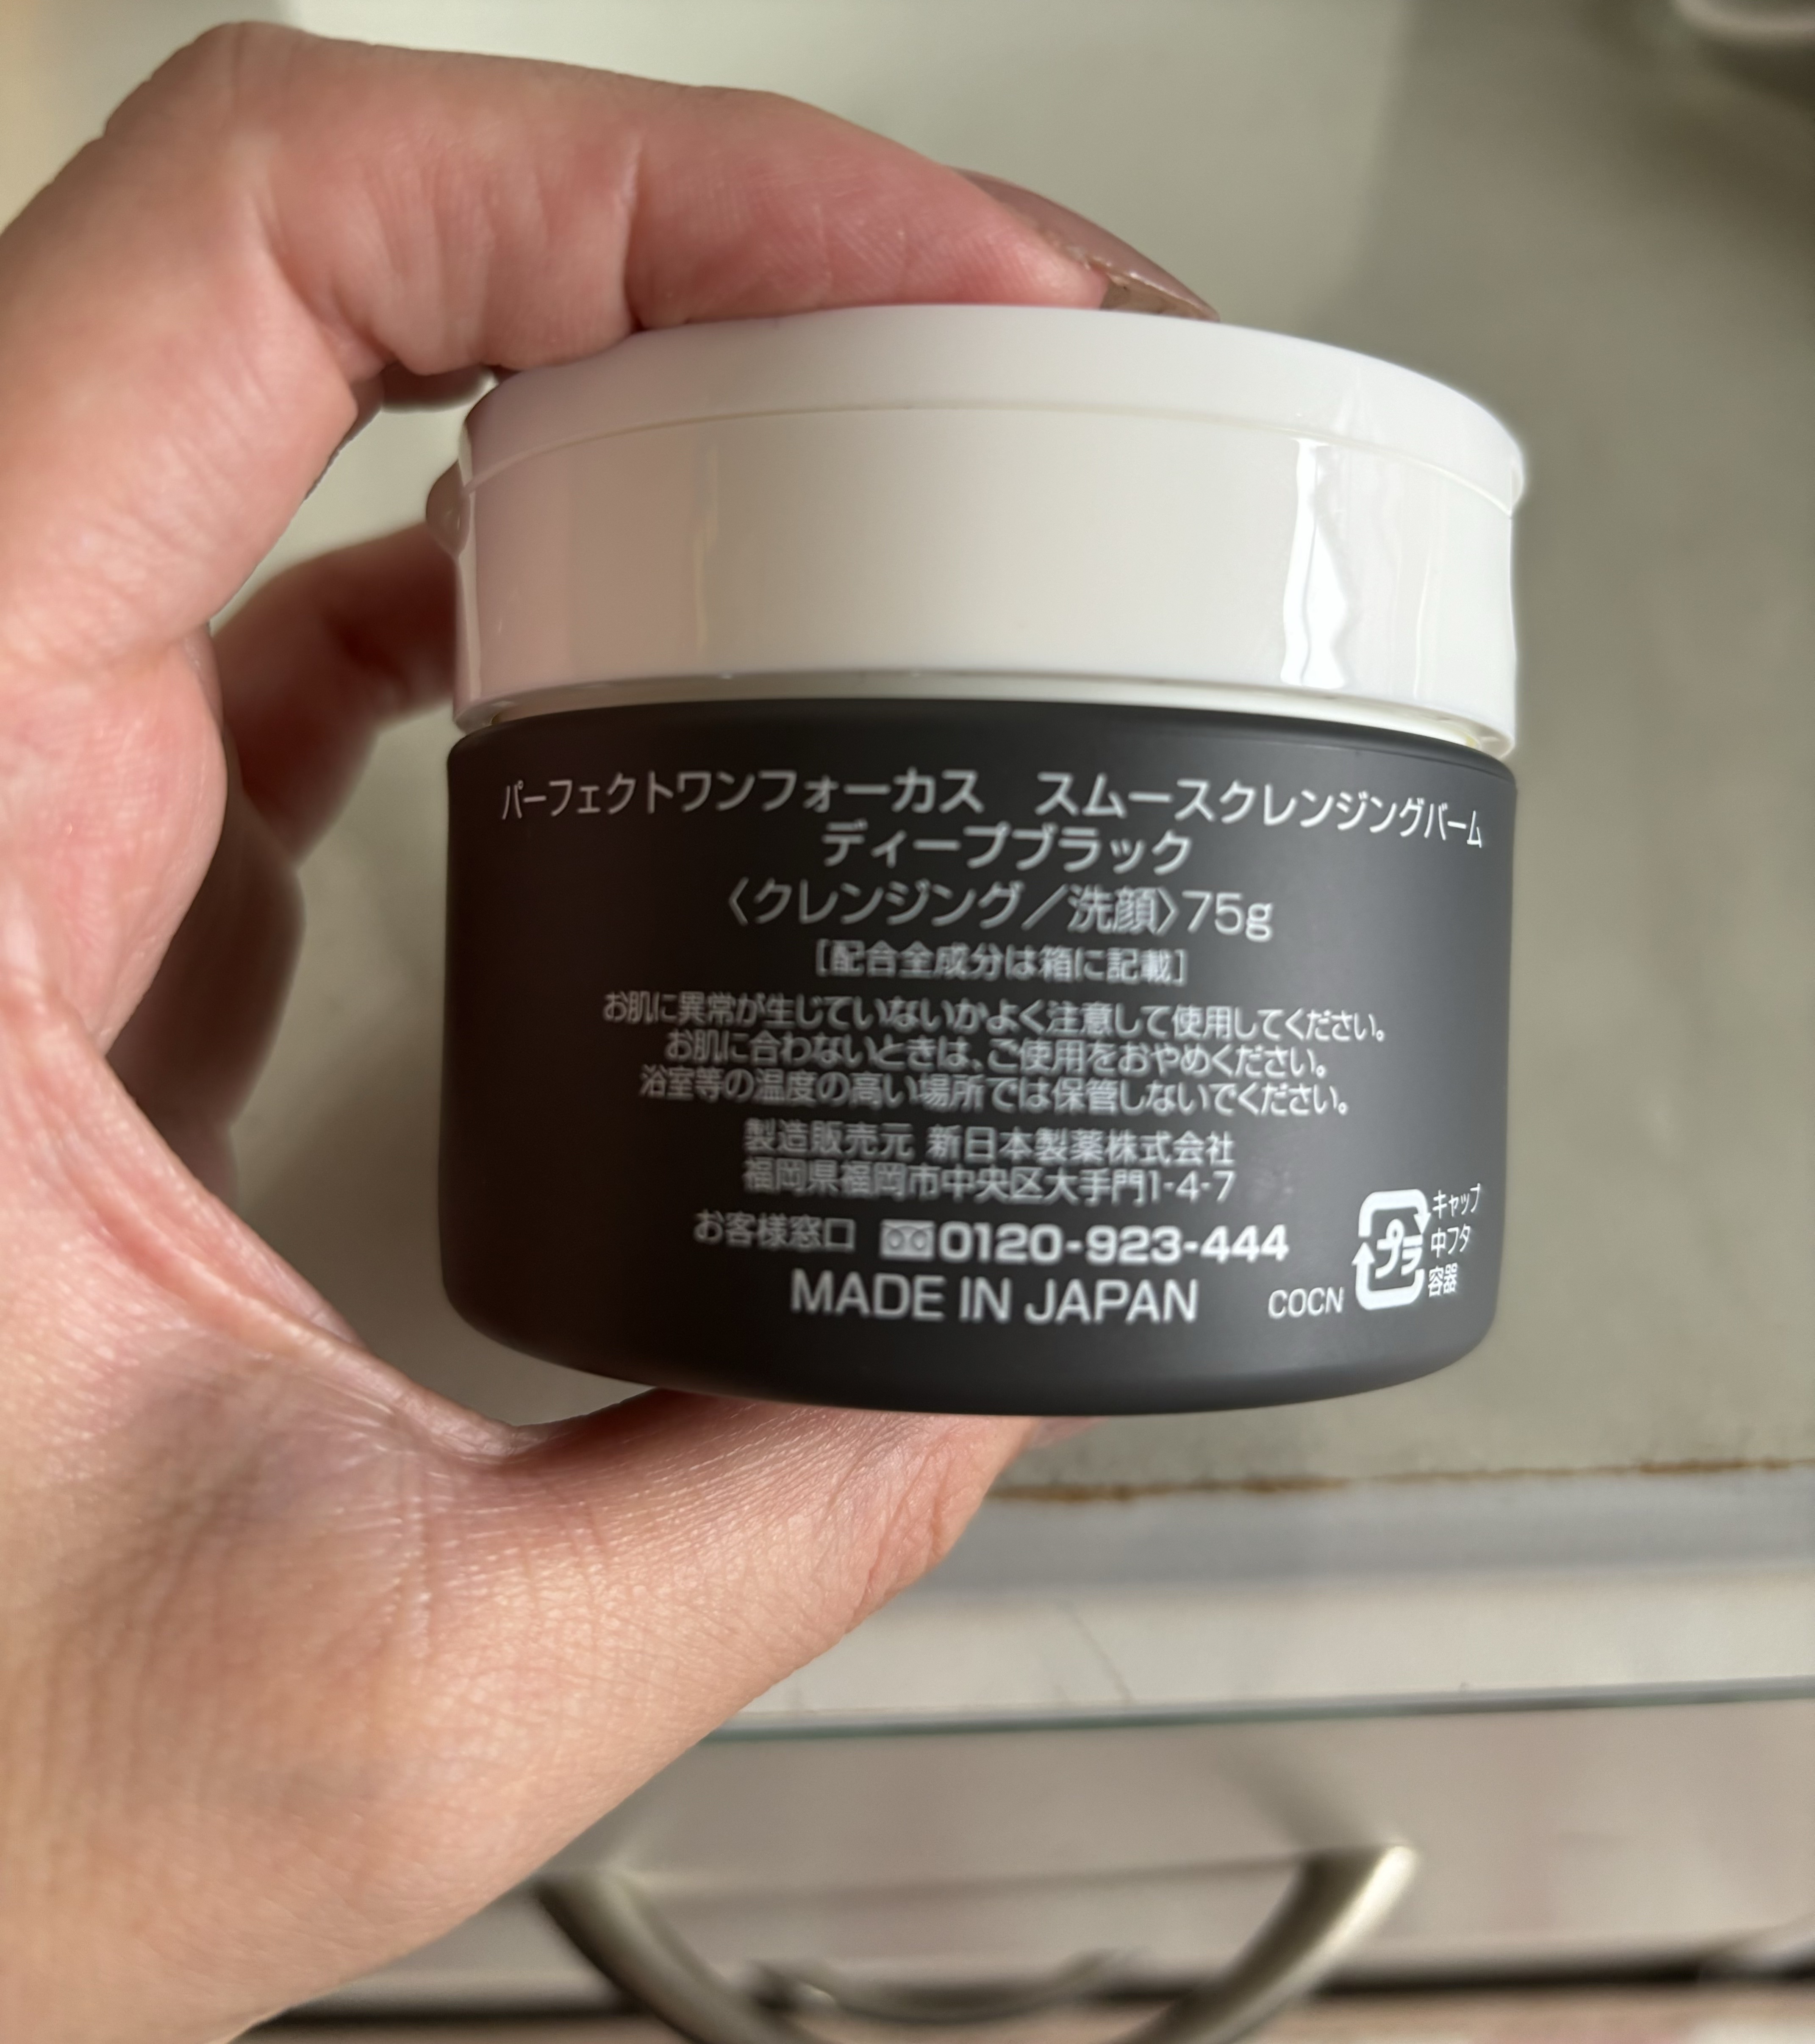 パーフェクトワンフォーカス　スムースクレンジングバーム
ディープブラック
〈クレンジング／洗顔〉75g
［配合全成分は箱に記載］
お肌に異常が生じていないかよく注意して使用してください。
お肌に合わないときは、ご使用をおやめください。
浴室等の温度の高い場所では保管しないでください。
製造販売元 新日本製薬株式会社
福岡県福岡市中央区大手門1-4-7
お客様窓口 0120-923-444
MADE IN JAPAN
COCN
プラ
キャップ
中フタ
容器